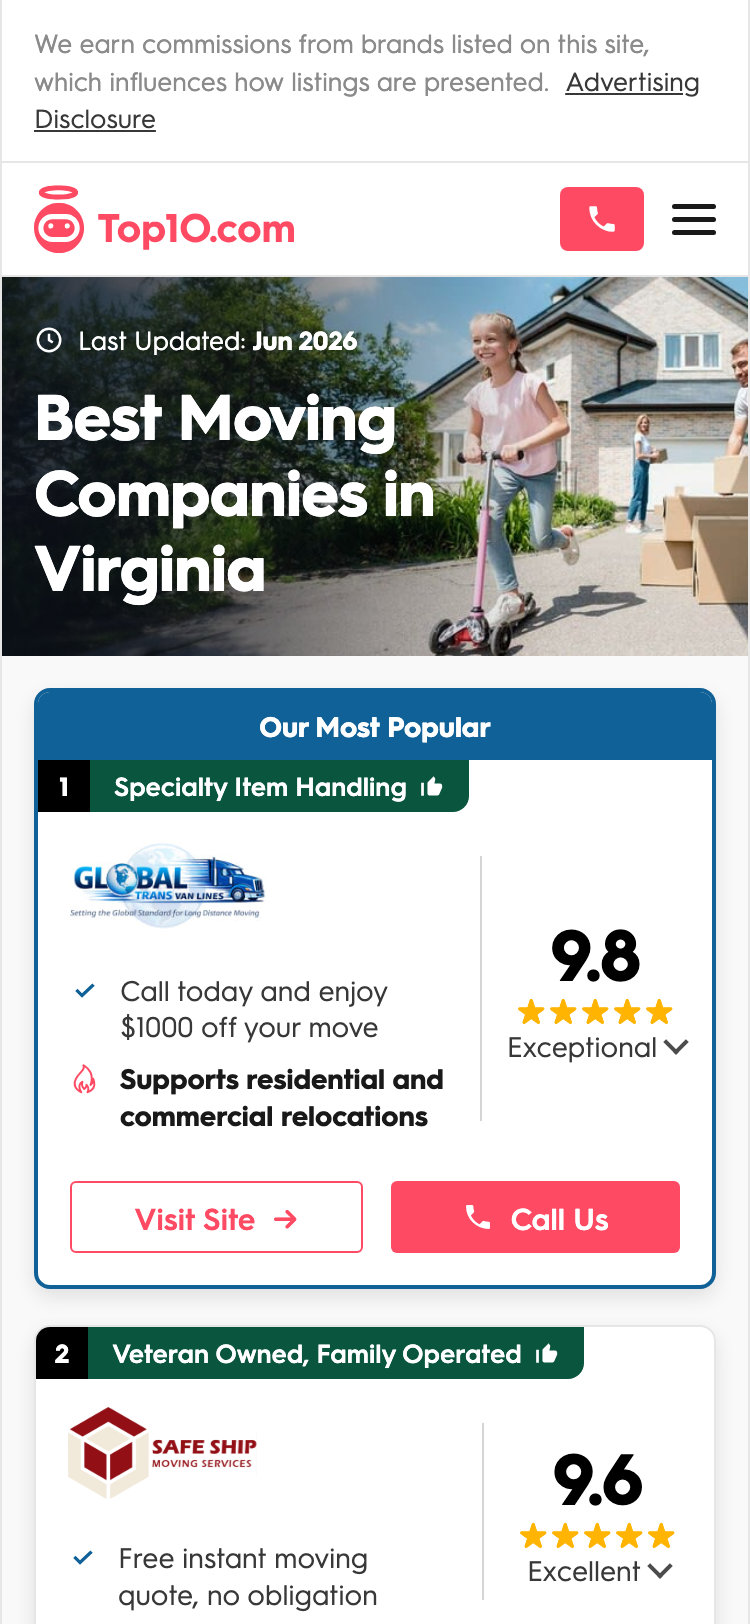 We earn commissions from brands listed on this site,
which influences how listings are presented. Advertising
Disclosure
Top10.com
Last Updated: Jun 2026
Best Moving
Companies in
Virginia
Our Most Popular
1 Specialty Item Handling
GLOBAL
TRANS VAN LINES
Setting the Global Standard for Long Distance Moving
Call today and enjoy
$1000 off your move
Supports residential and
commercial relocations
9.8
Exceptional
Visit Site
Call Us
2 Veteran Owned, Family Operated
SAFE SHIP
MOVING SERVICES
Free instant moving
quote, no obligation
9.6
Excellent